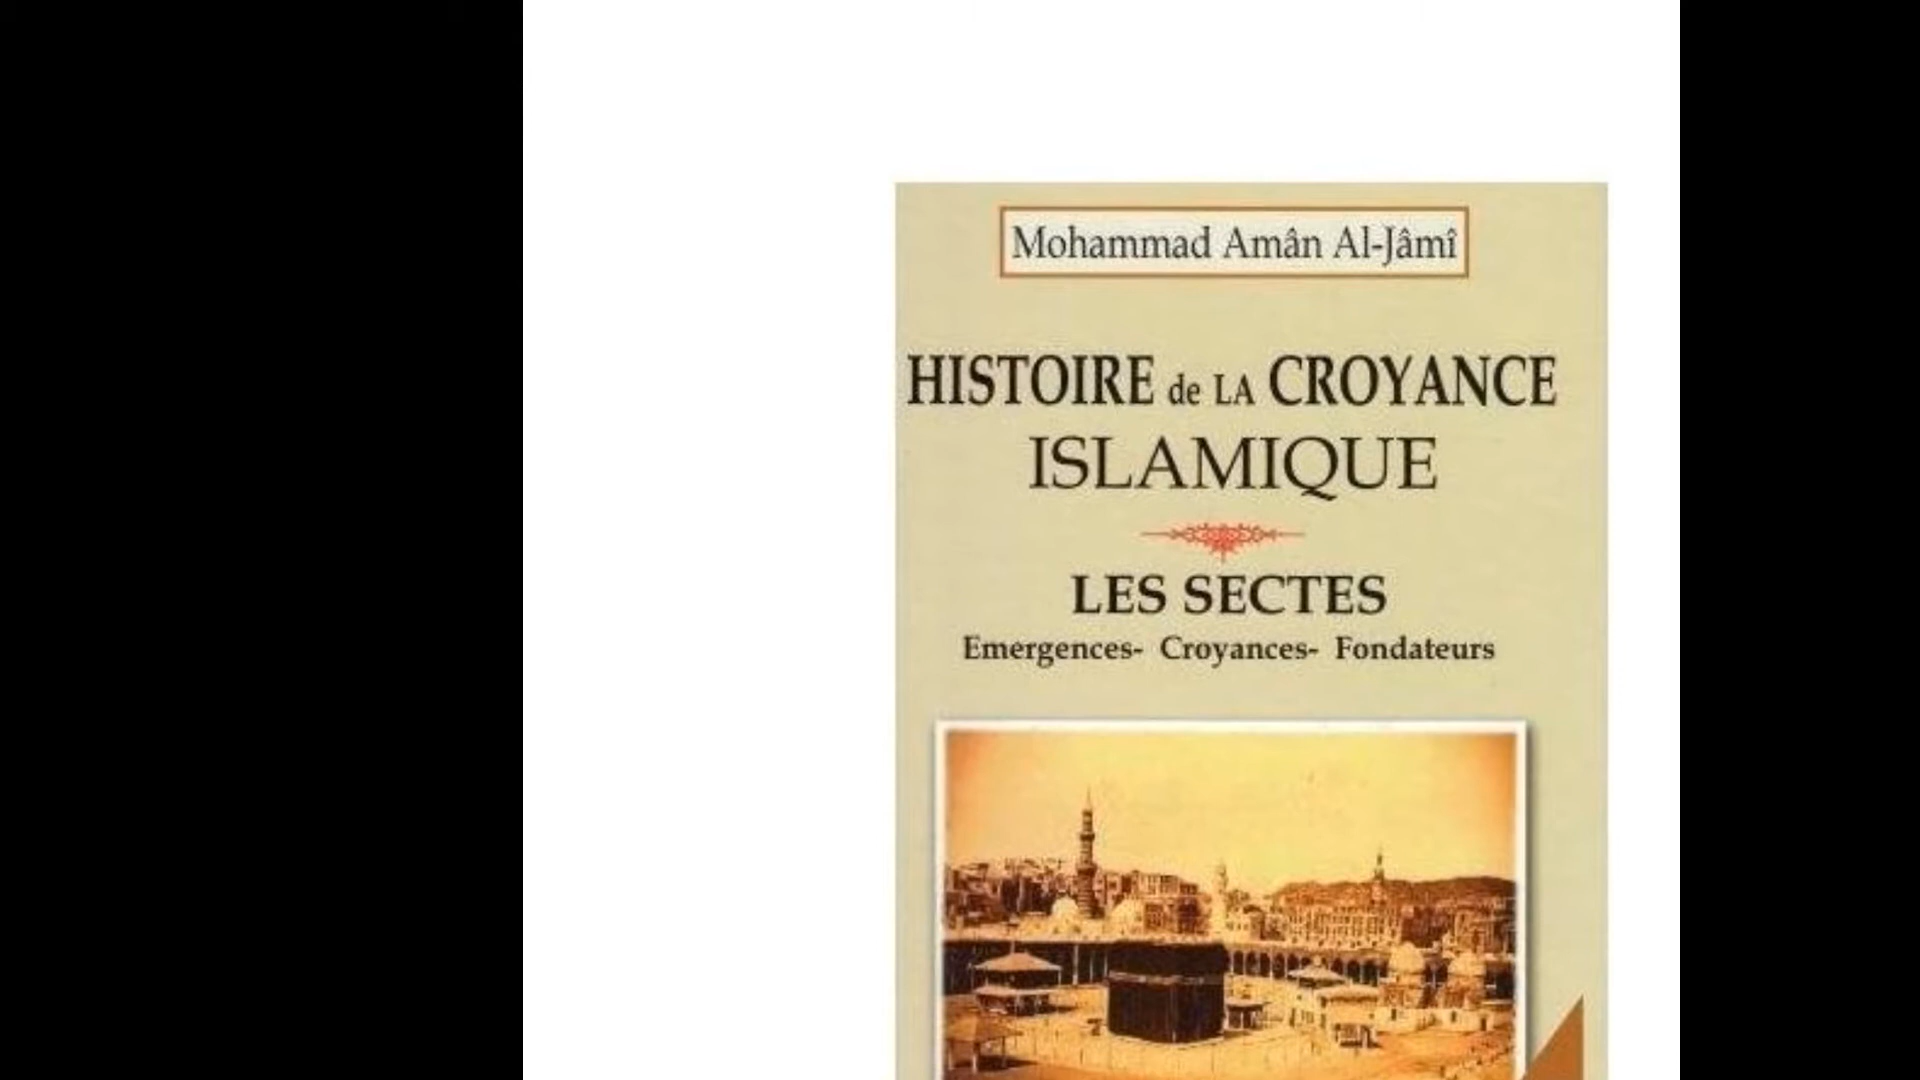 Mohammad Amân Al-Jâmî
HISTOIRE de LA CROYANCE
ISLAMIQUE
LES SECTES
Emergences- Croyances- Fondateurs